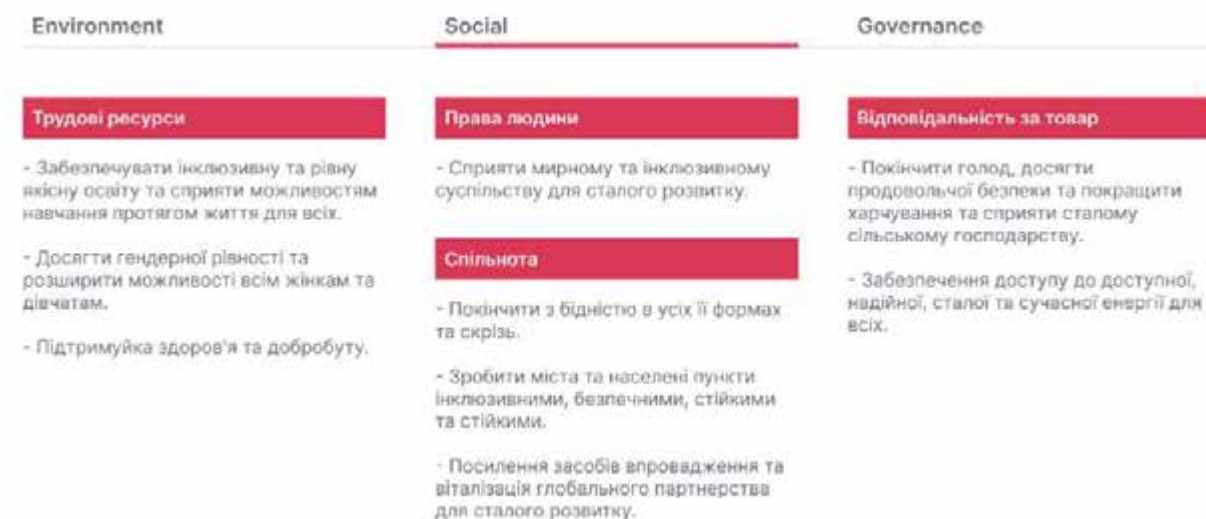 Environment
Social
Governance
Трудові ресурси
- Забезпечувати інклюзивну та рівну
якісну освіту та сприяти можливостям
навчання протягом життя для всіх.
- Досягти гендерної рівності та
розширити можливості всім жінкам та
дівчатам.
- Підтримуйка здоров'я та добробуту.
Права людини
- Сприяти мирному та інклюзивному
суспільству для сталого розвитку.
Спільнота
- Покінчити з бідністю в усіх її формах
та скрізь.
- Зробити міста та населені пункти
інклюзивними, безпечними, стійкими
та стійкими.
- Посилення засобів впровадження та
віталізація глобального партнерства
для сталого розвитку.
Відповідальність за товар
- Покінчити голод, досягти
продовольчої безпеки та покращити
харчування та сприяти сталому
сільському господарству.
- Забезпечення доступу до доступної,
надійної, сталої та сучасної енергії для
всіх.